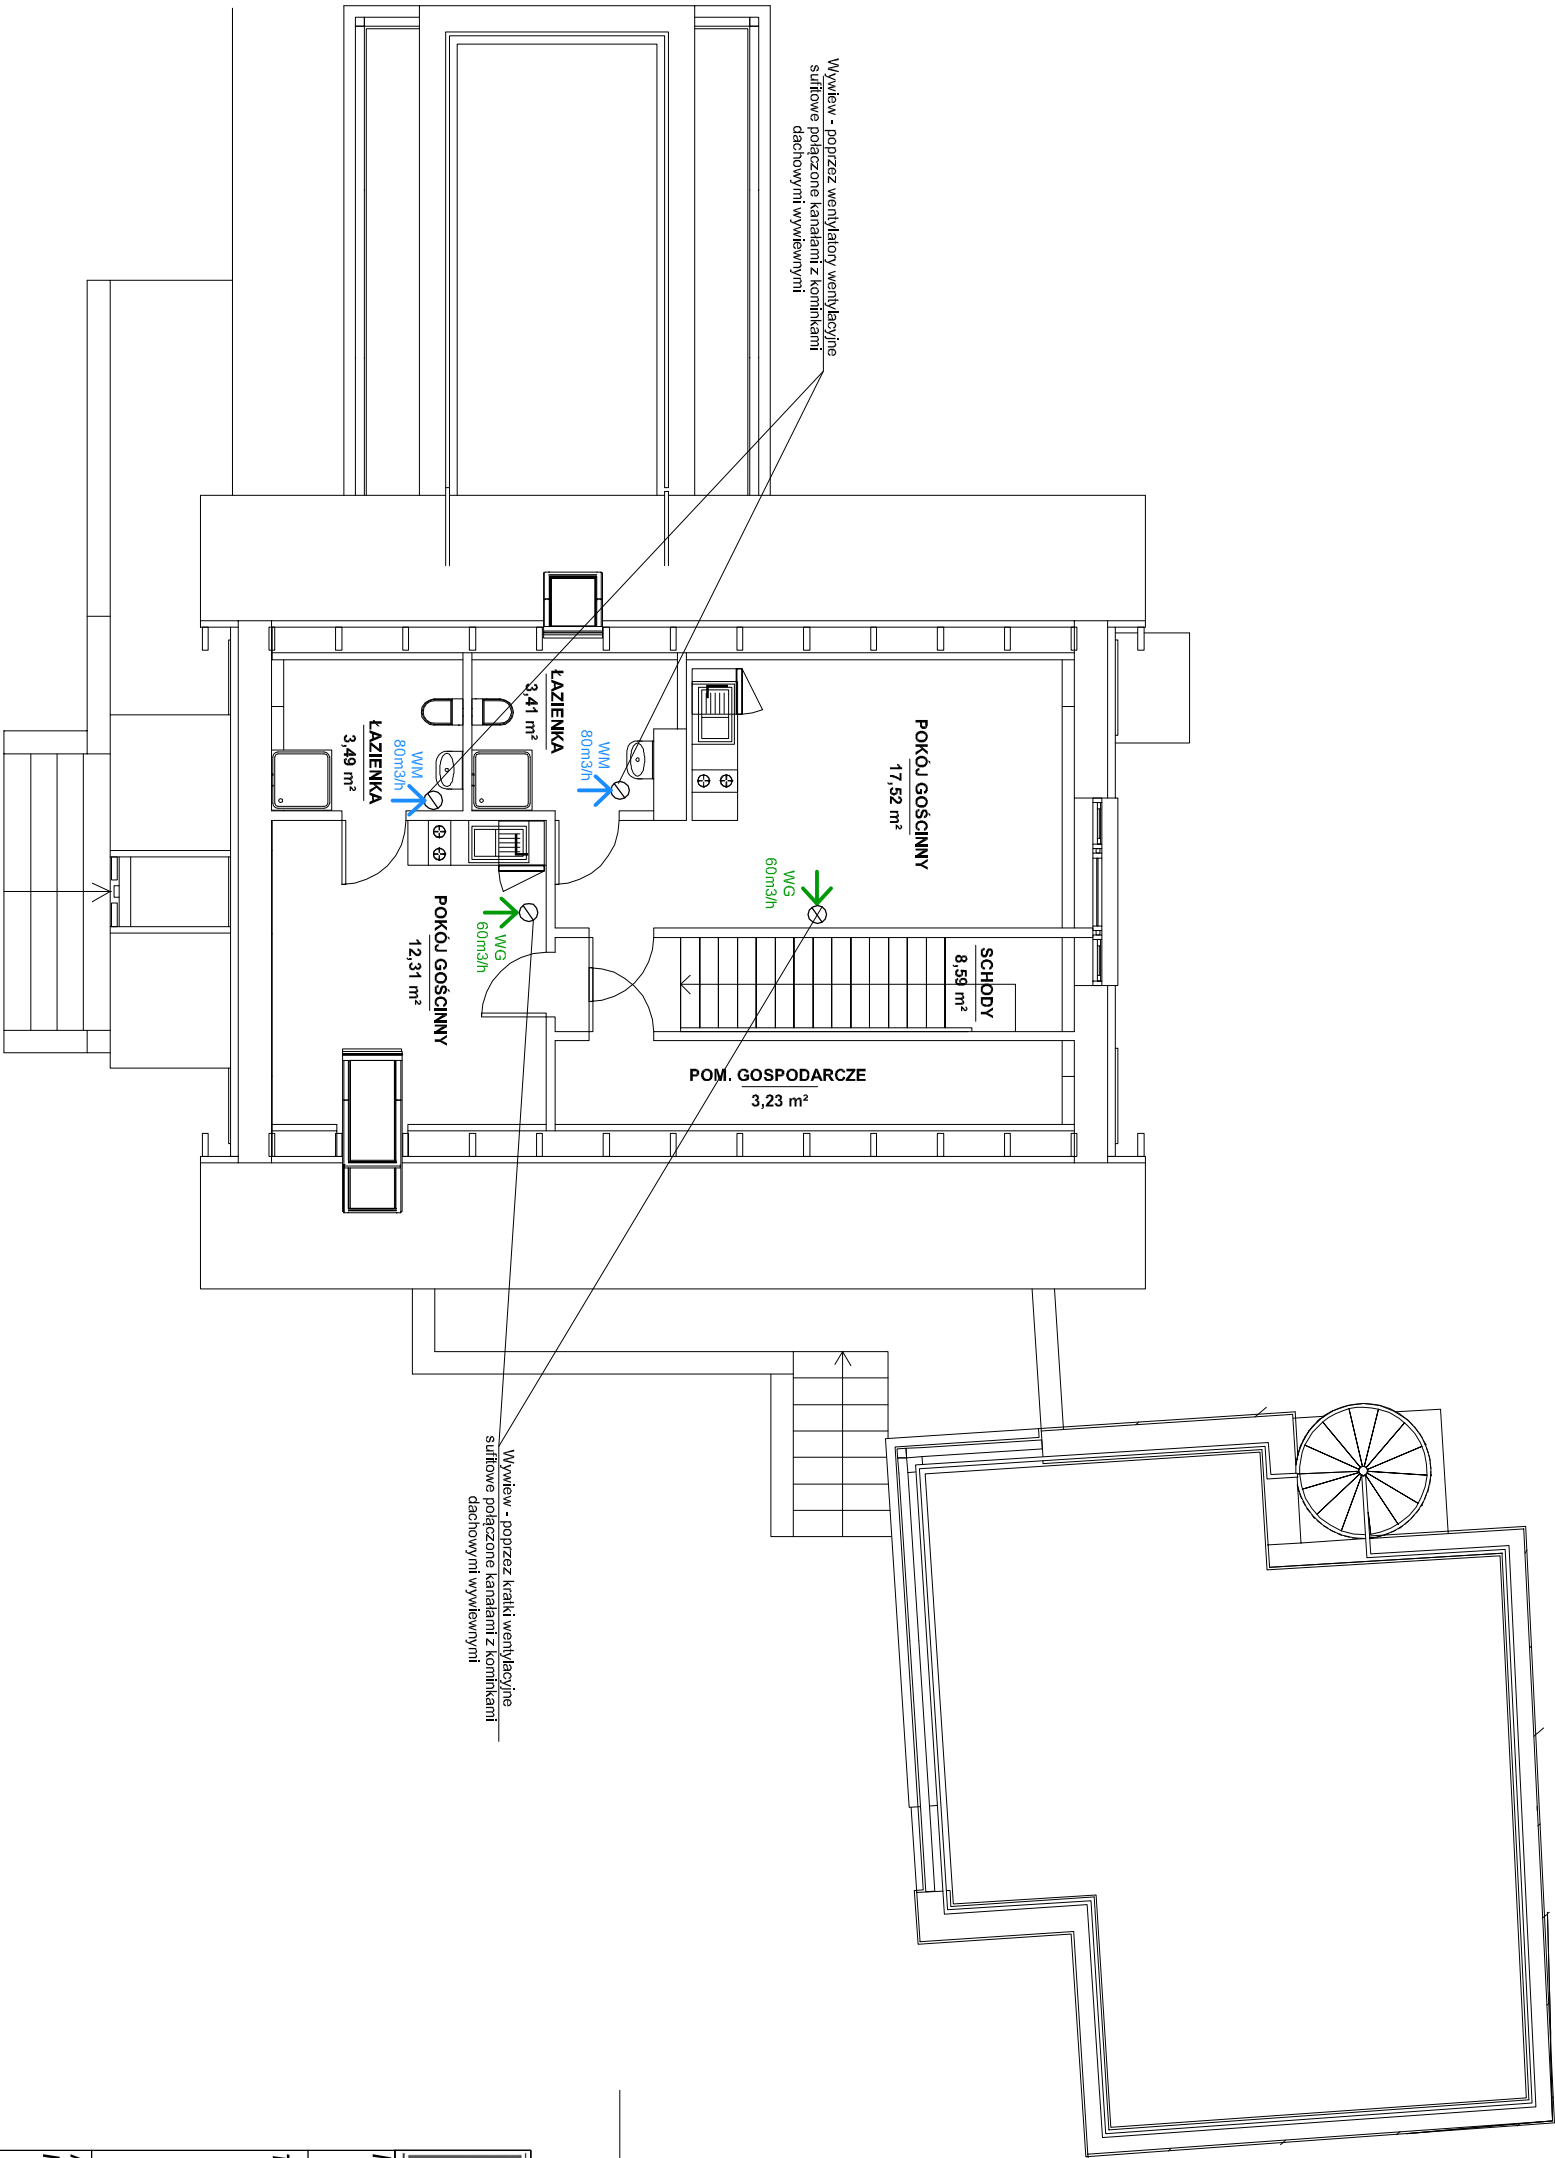 Wywiew - poprzez wentylatory wentylacyjne
sufitowe połączone kanałami z kominkami
dachowymi wywiewnymi
ŁAZIENKA
3,41 m²
WM
80m3/h
ŁAZIENKA
3,49 m²
WM
80m3/h
POKÓJ GOŚCINNY
17,52 m²
WG
60m3/h
POKÓJ GOŚCINNY
12,31 m²
WG
60m3/h
SCHODY
8,59 m²
POM. GOSPODARCZE
3,23 m²
Wywiew - poprzez kratki wentylacyjne
sufitowe połączone kanałami z kominkami
dachowymi wywiewnymi